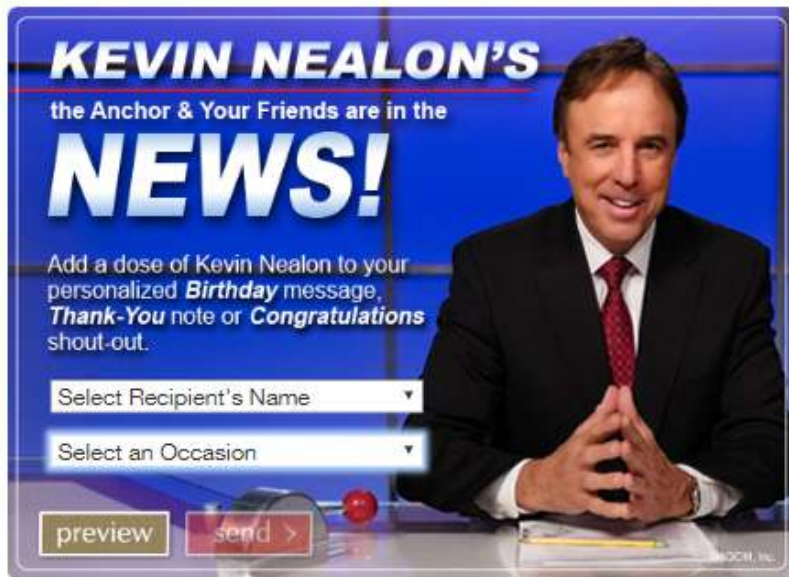 KEVIN NEALON'S
the Anchor & Your Friends are in the
NEWS!
Add a dose of Kevin Nealon to your
personalized Birthday message,
Thank-You note or Congratulations
shout-out.
Select Recipient's Name
Select an Occasion
preview
send >